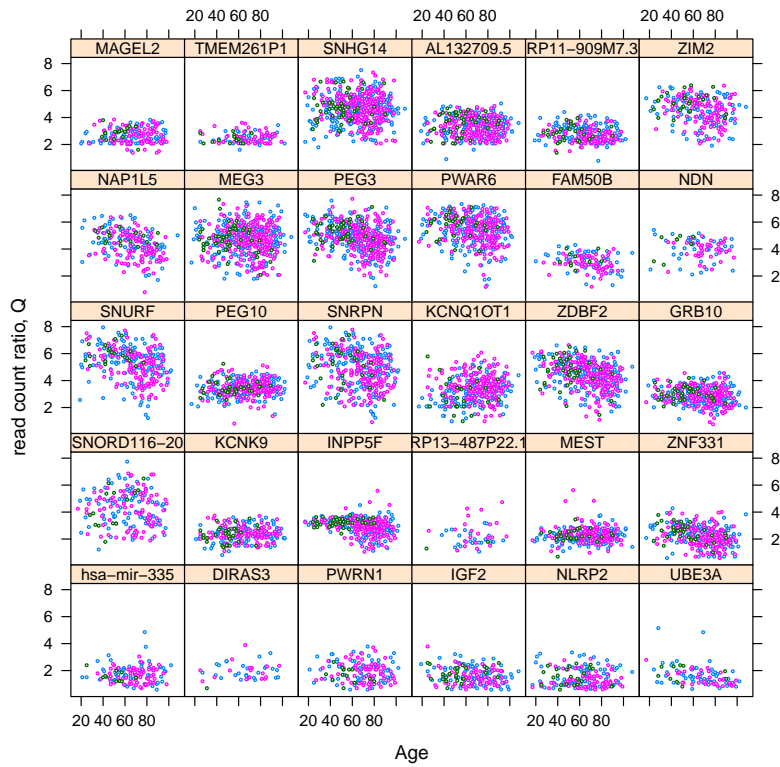 20 40 60 80 20 40 60 80 20 40 60 80
MAGEL2 TMEM261P1 SNHG14 AL132709.5 RP11−909M7.3 ZIM2
8
6
4
2
NAP1L5 MEG3 PEG3 PWAR6 FAM50B NDN
8
6
4
2
SNURF PEG10 SNRPN KCNQ1OT1 ZDBF2 GRB10
8
6
4
2
SNORD116−20 KCNK9 INPP5F RP13−487P22.1 MEST ZNF331
8
6
4
2
hsa−mir−335 DIRAS3 PWRN1 IGF2 NLRP2 UBE3A
8
6
4
2
20 40 60 80 20 40 60 80 20 40 60 80
Age
read count ratio, Q